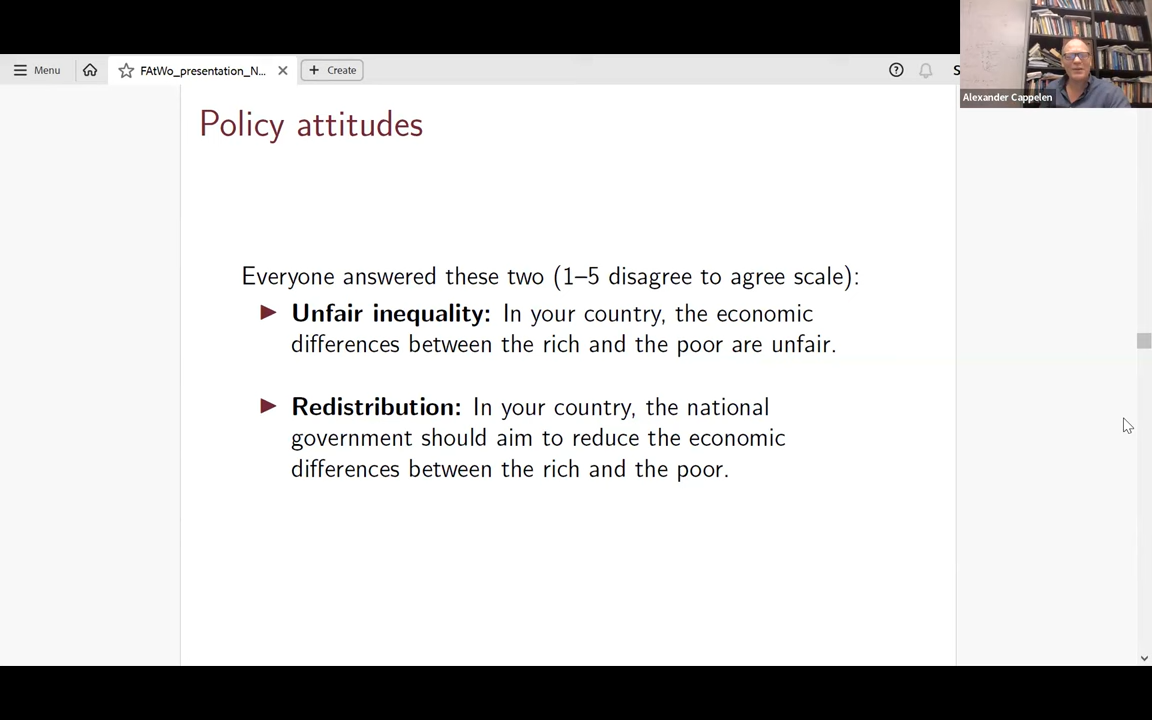 Menu
FAtWo_presentation_N...
Create
S
Alexander Cappelen
Policy attitudes
Everyone answered these two (1–5 disagree to agree scale):
Unfair inequality: In your country, the economic
differences between the rich and the poor are unfair.
Redistribution: In your country, the national
government should aim to reduce the economic
differences between the rich and the poor.